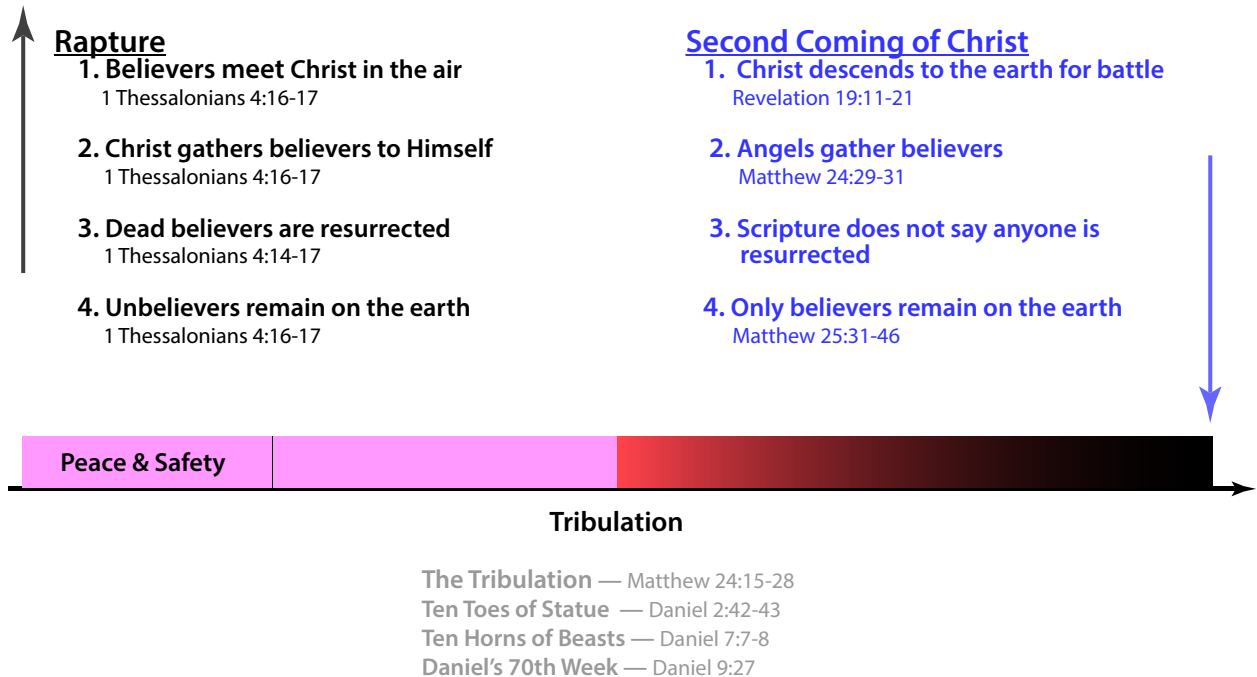 Rapture
1. Believers meet Christ in the air
1 Thessalonians 4:16-17
2. Christ gathers believers to Himself
1 Thessalonians 4:16-17
3. Dead believers are resurrected
1 Thessalonians 4:14-17
4. Unbelievers remain on the earth
1 Thessalonians 4:16-17
Second Coming of Christ
1. Christ descends to the earth for battle
Revelation 19:11-21
2. Angels gather believers
Matthew 24:29-31
3. Scripture does not say anyone is
resurrected
4. Only believers remain on the earth
Matthew 25:31-46
Peace & Safety
Tribulation
The Tribulation — Matthew 24:15-28
Ten Toes of Statue — Daniel 2:42-43
Ten Horns of Beasts — Daniel 7:7-8
Daniel’s 70th Week — Daniel 9:27